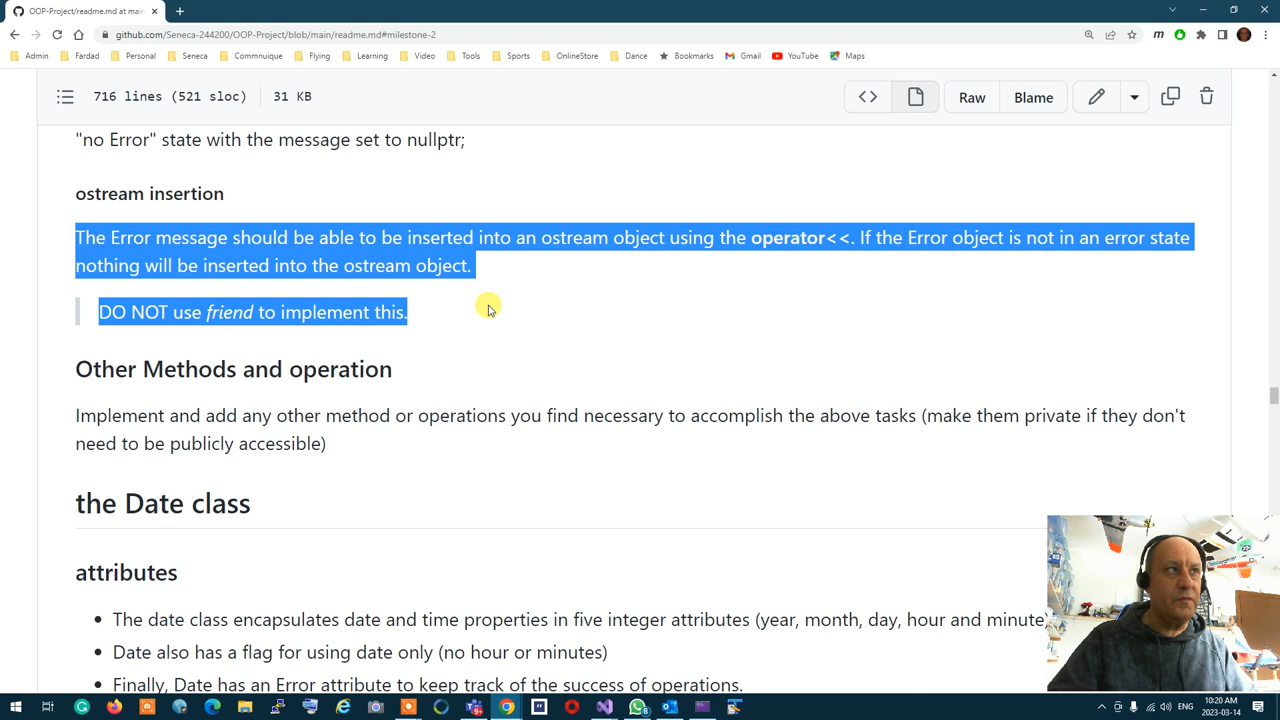 OOP-Project/readme.md at main
github.com/Seneca-244200/OOP-Project/blob/main/readme.md#milestone-2
Admin Fardad Personal Seneca Commnuique Flying Learning Video Tools Sports OnlineStore Dance Bookmarks Gmail YouTube Maps
716 lines (521 sloc) 31 KB Raw Blame
"no Error" state with the message set to nullptr;
ostream insertion
The Error message should be able to be inserted into an ostream object using the operator<<. If the Error object is not in an error state
nothing will be inserted into the ostream object.
DO NOT use friend to implement this.
Other Methods and operation
Implement and add any other method or operations you find necessary to accomplish the above tasks (make them private if they don't
need to be publicly accessible)
the Date class
attributes
• The date class encapsulates date and time properties in five integer attributes (year, month, day, hour and minute
• Date also has a flag for using date only (no hour or minutes)
• Finally, Date has an Error attribute to keep track of the success of operations.
ENG
10:20 AM
2023-03-14